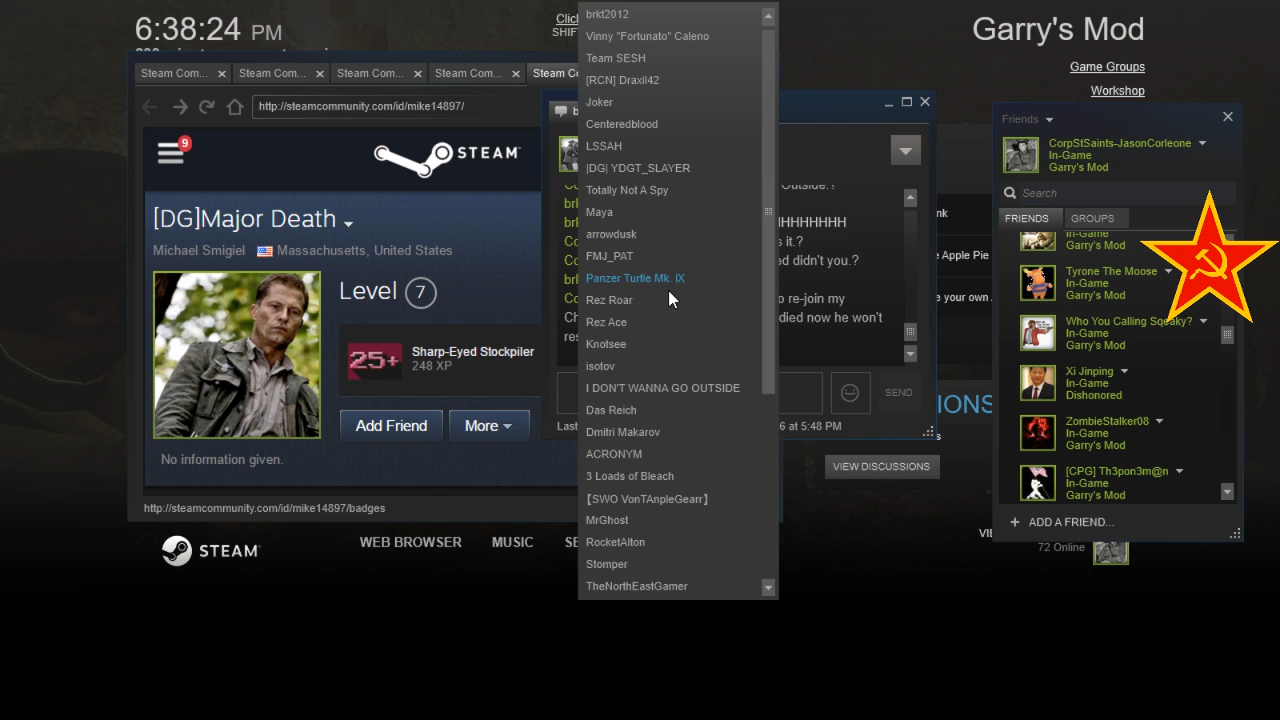 6:38:24 PM
Garry's Mod
Game Groups
Workshop
Steam Com...
Steam Com...
Steam Com...
Steam Com...
http://steamcommunity.com/id/mike14897/
9
STEAM
[DG]Major Death
Michael Smigiel
Massachusetts, United States
Level 7
25+
Sharp-Eyed Stockpiler
248 XP
Add Friend
More
No information given.
http://steamcommunity.com/id/mike14897/badges
STEAM
WEB BROWSER
MUSIC
brkt2012
Vinny "Fortunato" Caleno
Team SESH
[RCN] Draxil42
Joker
Centeredblood
LSSAH
|DG| YDGT_SLAYER
Totally Not A Spy
Maya
arrowdusk
FMJ_PAT
Panzer Turtle Mk. IX
Rez Roar
Rez Ace
Knotsee
isotov
I DON'T WANNA GO OUTSIDE
Das Reich
Dmitri Makarov
ACRONYM
3 Loads of Bleach
【SWO VonTAnpleGearr】
MrGhost
RocketAlton
Stomper
TheNorthEastGamer
s it.?
ed didn't you.?
o re-join my
died now he won't
SEND
at 5:48 PM
Apple Pie
e your own
VIEW DISCUSSIONS
Friends
CorpStSaints-JasonCorleone
In-Game
Garry's Mod
Search
FRIENDS
GROUPS
In-Game
Garry's Mod
Tyrone The Moose
In-Game
Garry's Mod
Who You Calling Sqeaky?
In-Game
Garry's Mod
Xi Jinping
In-Game
Dishonored
ZombieStalker08
In-Game
Garry's Mod
[CPG] Th3pon3m@n
In-Game
Garry's Mod
+ ADD A FRIEND...
72 Online